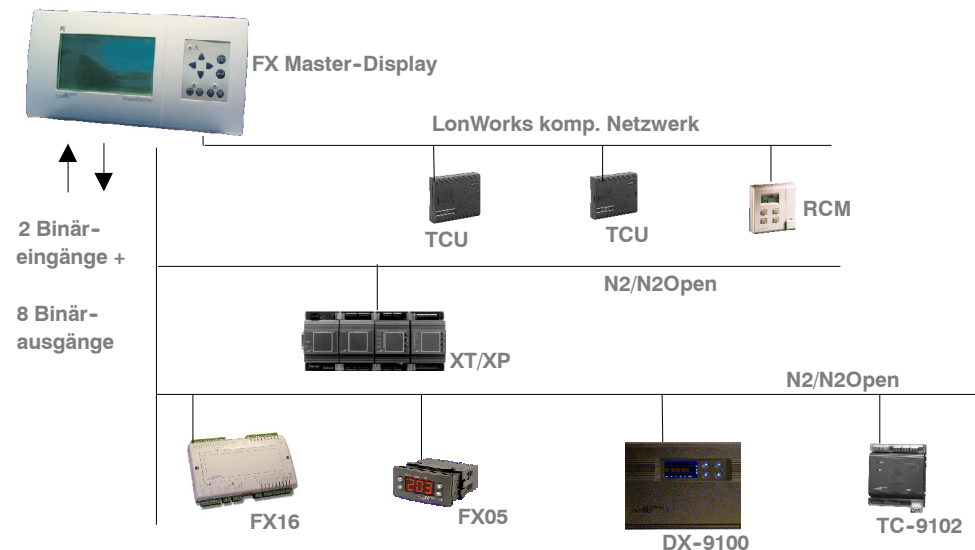 FX Master-Display
LonWorks komp. Netzwerk
TCU
TCU
RCM
2 Binär-
eingänge +
8 Binär-
ausgänge
N2/N2Open
XT/XP
N2/N2Open
203
FX16
FX05
DX-9100
TC-9102